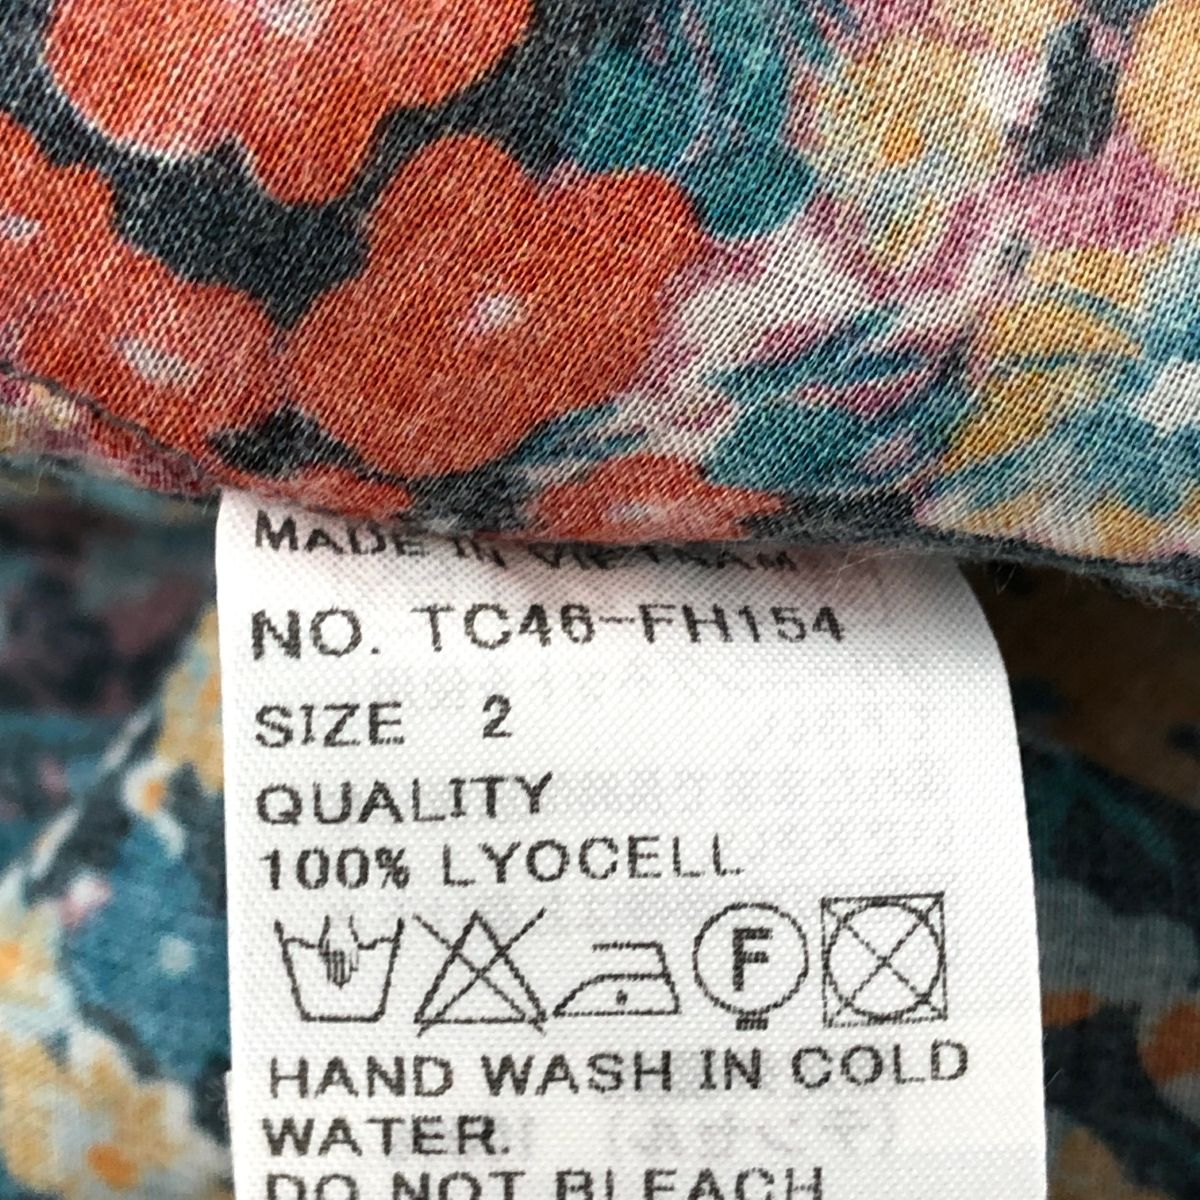 MADE IN VIETNAM
NO. TC46-FH154
SIZE 2
QUALITY
100% LYOCELL
F
HAND WASH IN COLD
WATER.
DO NOT BLEACH